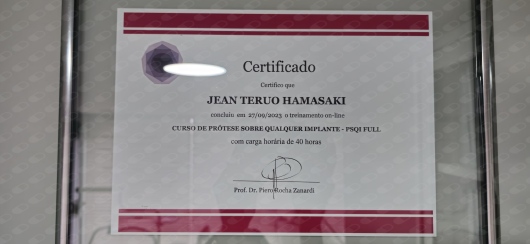 Certificado
Certifico que
JEAN TERUO HAMASAKI
concluiu em 27/09/2023 o treinamento on-line
CURSO DE PRÓTESE SOBRE QUALQUER IMPLANTE - PSQI FULL
com carga horária de 40 horas
Prof. Dr. Piero Rocha Zanardi